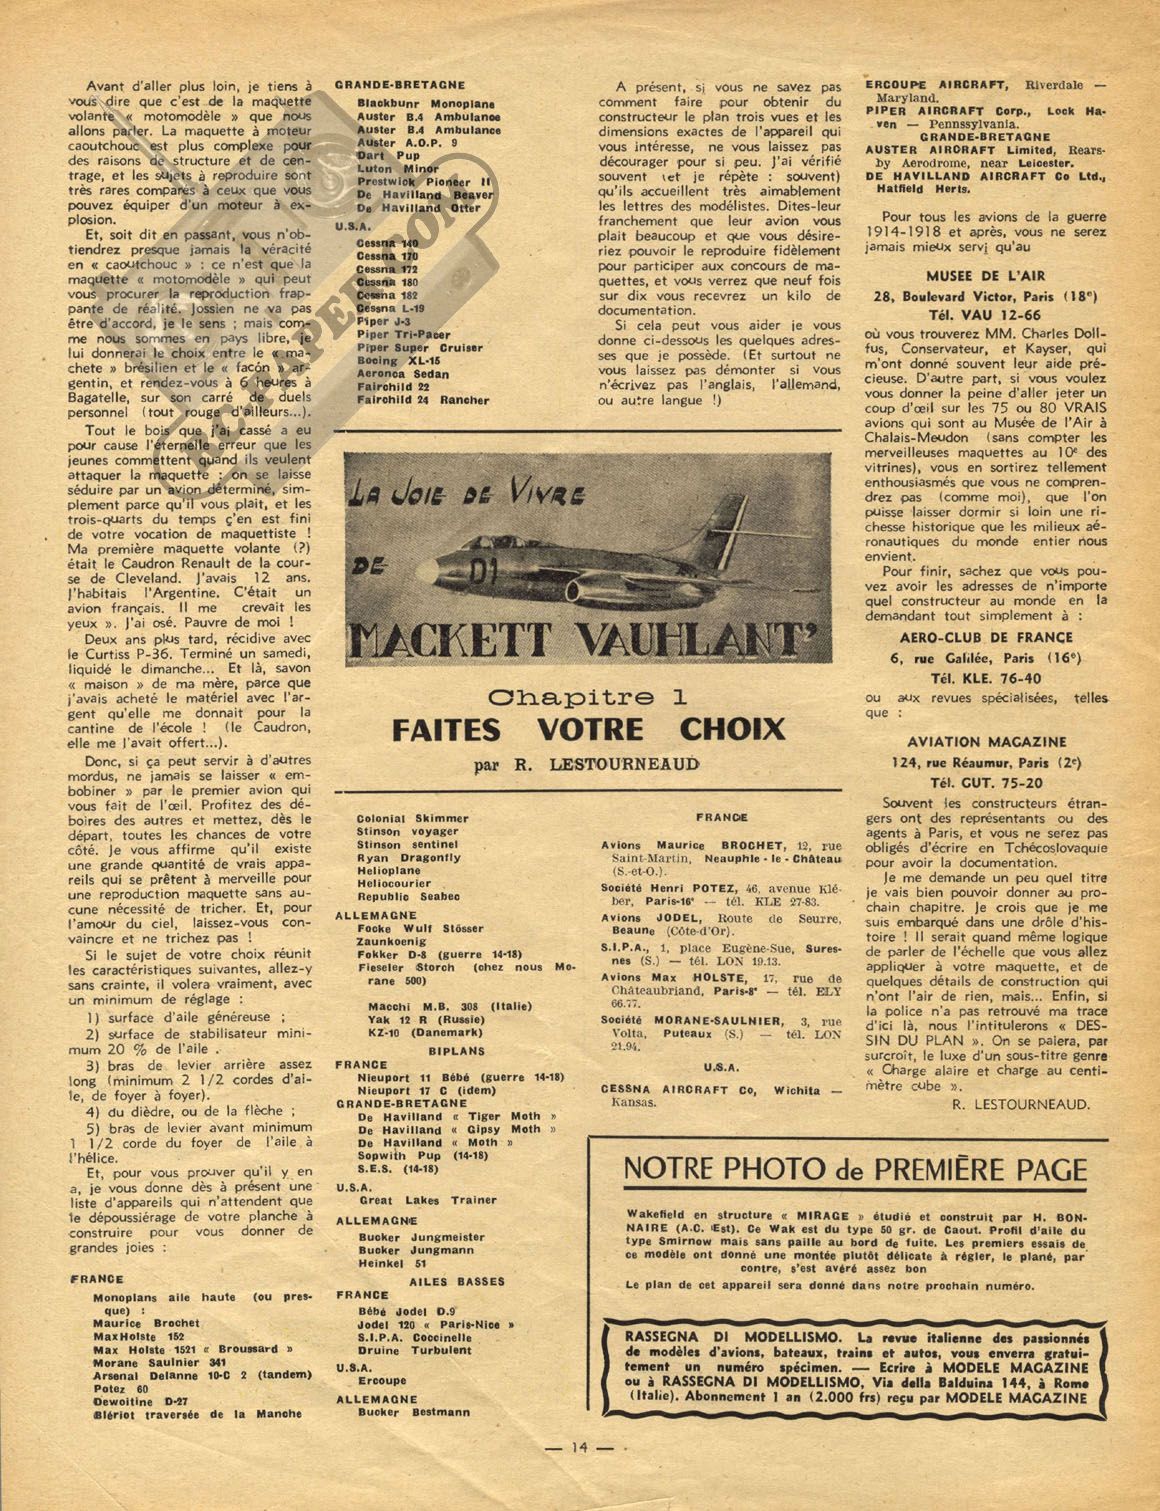 Avant d'aller plus loin, je tiens à
vous dire que c'est de la maquette
volante « motomodèle » que nous
allons parler. La maquette à moteur
caoutchouc est plus complexe pour
des raisons de structure et de cen-
trage, et les sujets à reproduire sont
très rares comparés à ceux que vous
pouvez équiper d'un moteur à ex-
plosion.
Et, soit dit en passant, vous n'ob-
tiendrez presque jamais la véracité
en « caoutchouc » : ce n'est que la
maquette « motomodèle » qui peut
vous procurer la reproduction frap-
pante de réalité. Jossien ne va pas
être d'accord, je le sens ; mais com-
me nous sommes en pays libre, je
lui donnerai le choix entre le « ma-
chete » brésilien et le « facón » ar-
gentin, et rendez-vous à 6 heures à
Bagatelle, sur son carré de duels
personnel (tout rouge d'ailleurs...).
Tout le bois que j'ai cassé a eu
pour cause l'éternelle erreur que les
jeunes commettent quand ils veulent
attaquer la maquette : on se laisse
séduire par un avion déterminé, sim-
plement parce qu'il vous plait, et les
trois-quarts du temps ç'en est fini
de votre vocation de maquettiste !
Ma première maquette volante (?)
était le Caudron Renault de la cour-
se de Cleveland. J'avais 12 ans.
J'habitais l'Argentine. C'était un
avion français. Il me crevait les
yeux ». J'ai osé. Pauvre de moi !
Deux ans plus tard, récidive avec
le Curtiss P-36. Terminé un samedi,
liquidé le dimanche... Et là, savon
« maison » de ma mère, parce que
j'avais acheté le matériel avec l'ar-
gent qu'elle me donnait pour la
cantine de l'école ! (le Caudron,
elle me l'avait offert...).
Donc, si ça peut servir à d'autres
mordus, ne jamais se laisser « em-
bobiner » par le premier avion qui
vous fait de l'œil. Profitez des dé-
boires des autres et mettez, dès le
départ, toutes les chances de votre
côté. Je vous affirme qu'il existe
une grande quantité de vrais appa-
reils qui se prêtent à merveille pour
une reproduction maquette sans au-
cune nécessité de tricher. Et, pour
l'amour du ciel, laissez-vous con-
vaincre et ne trichez pas !
Si le sujet de votre choix réunit
les caractéristiques suivantes, allez-y
sans crainte, il volera vraiment, avec
un minimum de réglage :
1) surface d'aile généreuse ;
2) surface de stabilisateur mini-
mum 20 % de l'aile .
3) bras de levier arrière assez
long (minimum 2 1/2 cordes d'ai-
le, de foyer à foyer).
4) du dièdre, ou de la flèche ;
5) bras de levier avant minimum
1 1/2 corde du foyer de l'aile à
l'hélice.
Et, pour vous prouver qu'il y en
a, je vous donne dès à présent une
liste d'appareils qui n'attendent que
le dépoussiérage de votre planche à
construire pour vous donner de
grandes joies :
FRANCE
Monoplans aile haute (ou pres-
que) :
Maurice Brochet
MaxHolste 152
Max Holste 1521 « Broussard »
Morane Saulnier 341
Arsenal Delanne 10-C 2 (tandem)
Potez 60
Dewoitine D-27
Blériot traversée de la Manche
GRANDE-BRETAGNE
Blackbunr Monoplane
Auster B.4 Ambulance
Auster B.4 Ambulance
Auster A.O.P. 9
Dart Pup
Luton Minor
Prestwick Pioneer II
De Havilland Beaver
De Havilland Otter
U.S.A.
Cessna 140
Cessna 170
Cessna 172
Cessna 180
Cessna 182
Cessna L-19
Piper J-3
Piper Tri-Pacer
Piper Super Cruiser
Boeing XL-15
Aeronca Sedan
Fairchild 22
Fairchild 24 Rancher
A présent, si vous ne savez pas
comment faire pour obtenir du
constructeur le plan trois vues et les
dimensions exactes de l'appareil qui
vous intéresse, ne vous laissez pas
décourager pour si peu. J'ai vérifié
souvent (et je répète : souvent)
qu'ils accueillent très aimablement
les lettres des modélistes. Dites-leur
franchement que leur avion vous
plait beaucoup et que vous désire-
riez pouvoir le reproduire fidèlement
pour participer aux concours de ma-
quettes, et vous verrez que neuf fois
sur dix vous recevrez un kilo de
documentation.
Si cela peut vous aider je vous
donne ci-dessous les quelques adres-
ses que je possède. (Et surtout ne
vous laissez pas démonter si vous
n'écrivez pas l'anglais, l'allemand,
ou autre langue !)
LA JOIE DE VIVRE
DE
MACKETT VAUHLANT'
D1
Chapitre 1
FAITES VOTRE CHOIX
par R. LESTOURNEAUD
Colonial Skimmer
Stinson voyager
Stinson sentinel
Ryan Dragonfly
Helioplane
Heliocourier
Republic Seabee
ALLEMAGNE
Focke Wulf Stösser
Zaunkoenig
Fokker D-8 (guerre 14-18)
Fieseler Storch (chez nous Mo-
rane 500)
Macchi M.B. 308 (Italie)
Yak 12 R (Russie)
KZ-10 (Danemark)
BIPLANS
FRANCE
Nieuport 11 Bébé (guerre 14-18)
Nieuport 17 C (idem)
GRANDE-BRETAGNE
De Havilland « Tiger Moth »
De Havilland « Gipsy Moth »
De Havilland « Moth »
Sopwith Pup (14-18)
S.E.S. (14-18)
U.S.A.
Great Lakes Trainer
ALLEMAGNE
Bucker Jungmeister
Bucker Jungmann
Heinkel 51
AILES BASSES
FRANCE
Bébé Jodel D.9
Jodel 120 « Paris-Nice »
S.I.P.A. Coccinelle
Druine Turbulent
U.S.A.
Ercoupe
ALLEMAGNE
Bucker Bestmann
FRANCE
Avions Maurice BROCHET, 12, rue
Saint-Martin, Neauphle-le-Château
(S.-et-O.).
Société Henri POTEZ, 46, avenue Klé-
ber, Paris-16e — tél. KLE 27-83.
Avions JODEL, Route de Seurre,
Beaune (Côte-d'Or).
S.I.P.A., 1, place Eugène-Sue, Sures-
nes (S.) — tél. LON 19.13.
Avions Max HOLSTE, 17, rue de
Châteaubriand, Paris-8e — tél. ELY
66.77.
Société MORANE-SAULNIER, 3, rue
Volta, Puteaux (S.) — tél. LON
21.94.
U.S.A.
CESSNA AIRCRAFT Co, Wichita —
Kansas.
ERCOUPE AIRCRAFT, Riverdale —
Maryland.
PIPER AIRCRAFT Corp., Lock Ha-
ven — Pennssylvania.
GRANDE-BRETAGNE
AUSTER AIRCRAFT Limited, Rears-
by Aerodrome, near Leicester.
DE HAVILLAND AIRCRAFT Co Ltd.,
Hatfield Herts.
Pour tous les avions de la guerre
1914-1918 et après, vous ne serez
jamais mieux servi qu'au
MUSEE DE L'AIR
28, Boulevard Victor, Paris (18e)
Tél. VAU 12-66
où vous trouverez MM. Charles Doll-
fus, Conservateur, et Kayser, qui
m'ont donné souvent leur aide pré-
cieuse. D'autre part, si vous voulez
vous donner la peine d'aller jeter un
coup d'œil sur les 75 ou 80 VRAIS
avions qui sont au Musée de l'Air à
Chalais-Meudon (sans compter les
merveilleuses maquettes au 10e des
vitrines), vous en sortirez tellement
enthousiasmés que vous ne compren-
drez pas (comme moi), que l'on
puisse laisser dormir si loin une ri-
chesse historique que les milieux aé-
ronautiques du monde entier nous
envient.
Pour finir, sachez que vous pou-
vez avoir les adresses de n'importe
quel constructeur au monde en la
demandant tout simplement à :
AERO-CLUB DE FRANCE
6, rue Galilée, Paris (16e)
Tél. KLE. 76-40
ou aux revues spécialisées, telles
que :
AVIATION MAGAZINE
124, rue Réaumur, Paris (2e)
Tél. GUT. 75-20
Souvent les constructeurs étran-
gers ont des représentants ou des
agents à Paris, et vous ne serez pas
obligés d'écrire en Tchécoslovaquie
pour avoir la documentation.
Je me demande un peu quel titre
je vais bien pouvoir donner au pro-
chain chapitre. Je crois que je me
suis embarqué dans une drôle d'his-
toire ! Il serait quand même logique
de parler de l'échelle que vous allez
appliquer à votre maquette, et de
quelques détails de construction qui
n'ont l'air de rien, mais... Enfin, si
la police n'a pas retrouvé ma trace
d'ici là, nous l'intitulerons « DES-
SIN DU PLAN ». On se paiera, par
surcroît, le luxe d'un sous-titre genre
« Charge alaire et charge au centi-
mètre cube ».
R. LESTOURNEAUD.
NOTRE PHOTO de PREMIÈRE PAGE
Wakefield en structure « MIRAGE » étudié et construit par H. BON-
NAIRE (A.C. Est). Ce Wak est du type 50 gr. de Caout. Profil d'aile du
type Smirnow mais sans paille au bord de fuite. Les premiers essais de
ce modèle ont donné une montée plutôt délicate à régler, le plané, par
contre, s'est avéré assez bon
Le plan de cet appareil sera donné dans notre prochain numéro.
RASSEGNA DI MODELLISMO. La revue italienne des passionnés
de modèles d'avions, bateaux, trains et autos, vous enverra gratui-
tement un numéro spécimen. — Ecrire à MODELE MAGAZINE
ou à RASSEGNA DI MODELLISMO, Via della Balduina 144, à Rome
(Italie). Abonnement 1 an (2.000 frs) reçu par MODELE MAGAZINE
— 14 —